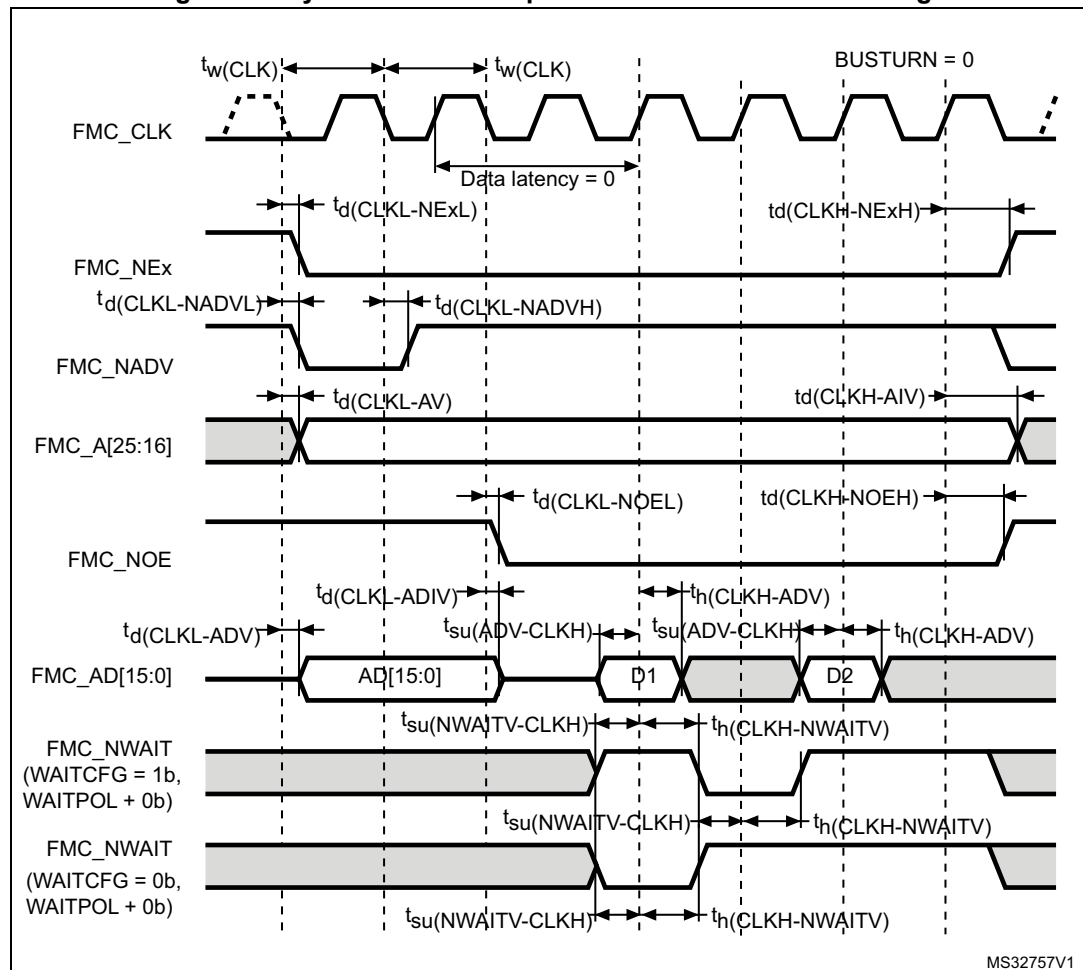 tw(CLK) tw(CLK) BUSTURN = 0
FMC_CLK
Data latency = 0
td(CLKL-NExL) td(CLKH-NExH)
FMC_NEx
td(CLKL-NADVL) td(CLKL-NADVH)
FMC_NADV
td(CLKL-AV) td(CLKH-AIV)
FMC_A[25:16]
td(CLKL-NOEL) td(CLKH-NOEH)
FMC_NOE
td(CLKL-ADIV) th(CLKH-ADV)
td(CLKL-ADV) tsu(ADV-CLKH) tsu(ADV-CLKH) th(CLKH-ADV)
FMC_AD[15:0] AD[15:0] D1 D2
tsu(NWAITV-CLKH) th(CLKH-NWAITV)
FMC_NWAIT
(WAITCFG = 1b,
WAITPOL + 0b)
tsu(NWAITV-CLKH) th(CLKH-NWAITV)
FMC_NWAIT
(WAITCFG = 0b,
WAITPOL + 0b)
tsu(NWAITV-CLKH) th(CLKH-NWAITV)
MS32757V1